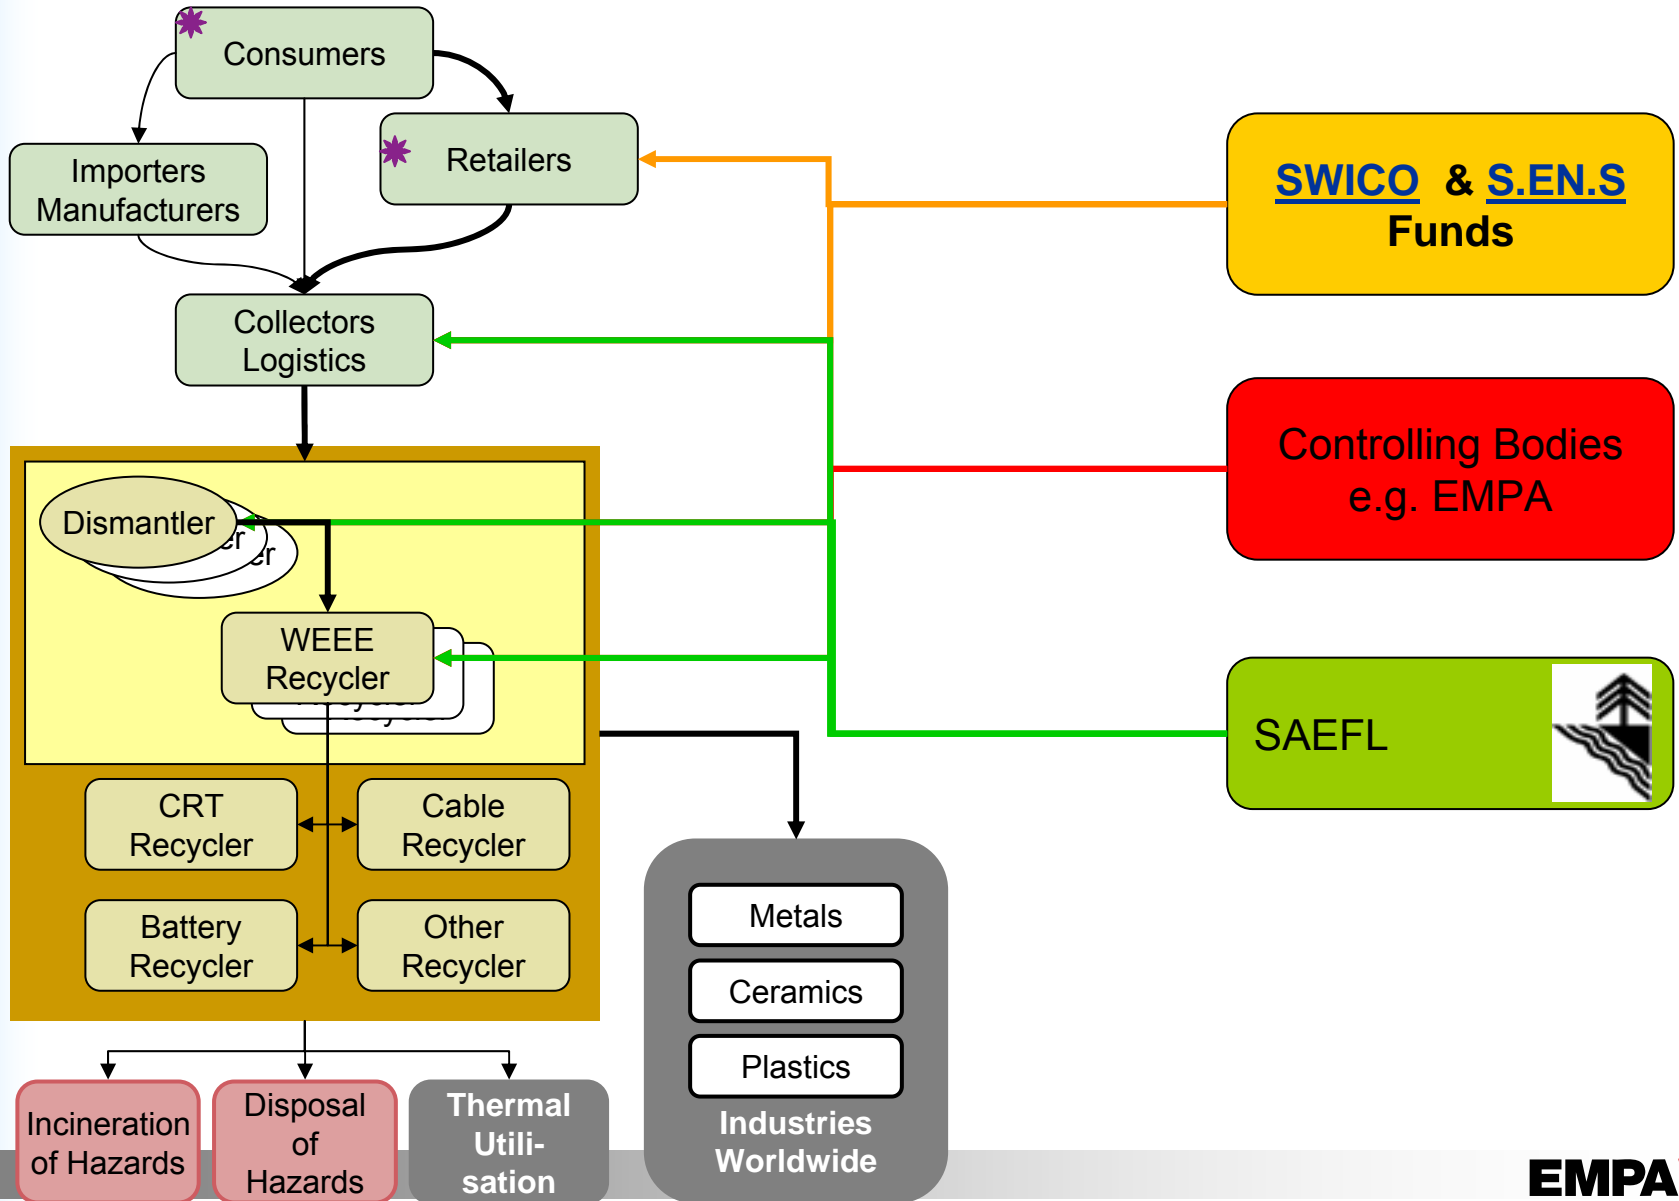 Consumers
Importers
Manufacturers
Retailers
SWICO & S.EN.S
Funds
Collectors
Logistics
Controlling Bodies
e.g. EMPA
Dismantler
er
er
WEEE
Recycler
SAEFL
CRT
Recycler
Cable
Recycler
Battery
Recycler
Other
Recycler
Metals
Ceramics
Plastics
Industries
Worldwide
Incineration
of Hazards
Disposal
of
Hazards
Thermal
Utili-
sation
EMPA